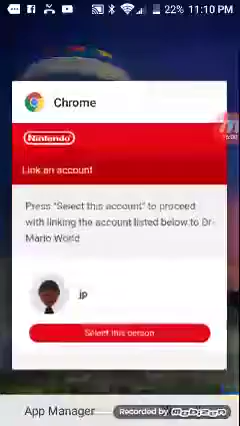 22% 11:10 PM
Chrome
Nintendo
Link an account
Press "Select this account" to proceed
with linking the account listed below to Dr.
Mario World
jp
Select this person
App Manager
Recorded by mobizen